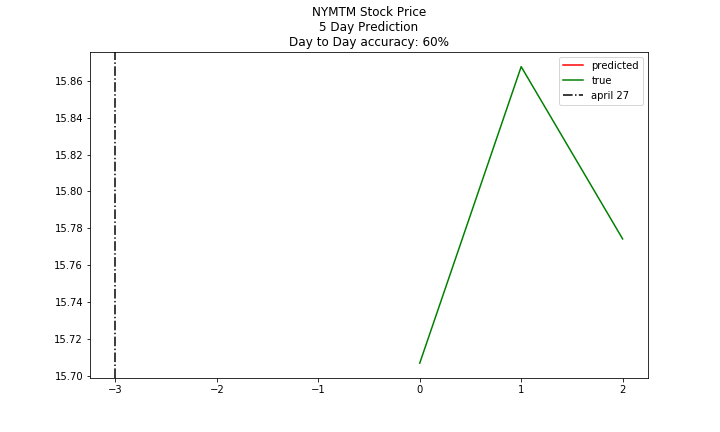 NYMTM Stock Price
5 Day Prediction
Day to Day accuracy: 60%
predicted
true
april 27
15.86
15.84
15.82
15.80
15.78
15.76
15.74
15.72
15.70
−3
−2
−1
0
1
2